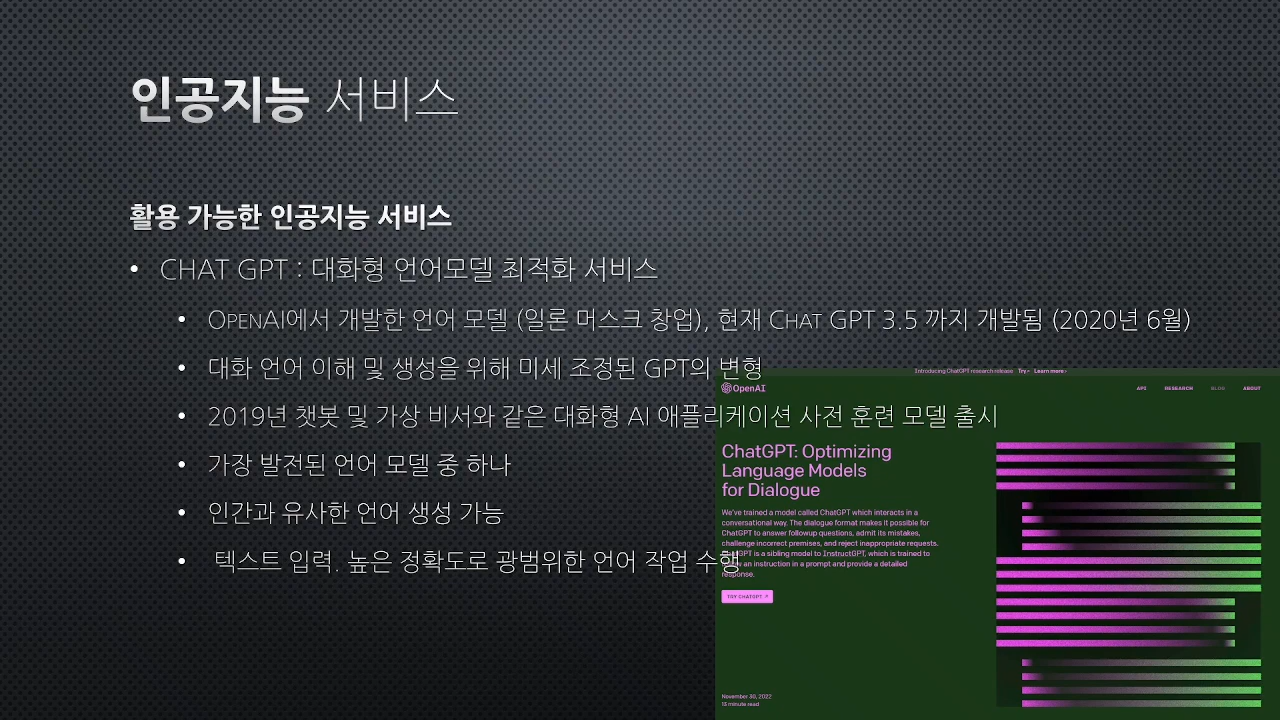 인공지능 서비스
활용 가능한 인공지능 서비스
• CHAT GPT : 대화형 언어모델 최적화 서비스
• OPENAI에서 개발한 언어 모델 (일론 머스크 창업), 현재 CHAT GPT 3.5 까지 개발됨 (2020년 6월)
• 대화 언어 이해 및 생성을 위해 미세 조정된 GPT의 변형
• 2019년 챗봇 및 가상 비서와 같은 대화형 AI 애플리케이션 사전 훈련 모델 출시
• 가장 발전된 언어 모델 중 하나
• 인간과 유사한 언어 생성 가능
• 텍스트 입력. 높은 정확도로 광범위한 언어 작업 수행
Introducing ChatGPT research release Try › Learn more ›
OpenAI API RESEARCH BLOG ABOUT
ChatGPT: Optimizing
Language Models
for Dialogue
We've trained a model called ChatGPT which interacts in a
conversational way. The dialogue format makes it possible for
ChatGPT to answer followup questions, admit its mistakes,
challenge incorrect premises, and reject inappropriate requests.
ChatGPT is a sibling model to InstructGPT, which is trained to
an instruction in a prompt and provide a detailed
response.
TRY CHATGPT ↗
November 30, 2022
13 minute read